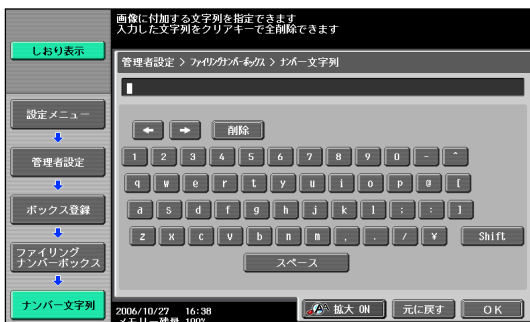 画像に付加する文字列を指定できます
入力した文字列をクリアキーで全削除できます
しおり表示
管理者設定 > ファイリングナンバーボックス > ナンバー文字列
設定メニュー
管理者設定
ボックス登録
ファイリング
ナンバーボックス
ナンバー文字列
← → 削除
1 2 3 4 5 6 7 8 9 0 - ^
q w e r t y u i o p @ [
a s d f g h j k l ; : ]
z x c v b n m , . / ¥ Shift
スペース
2006/10/27 16:38
メモリー残量 100%
拡大 ON 元に戻す OK